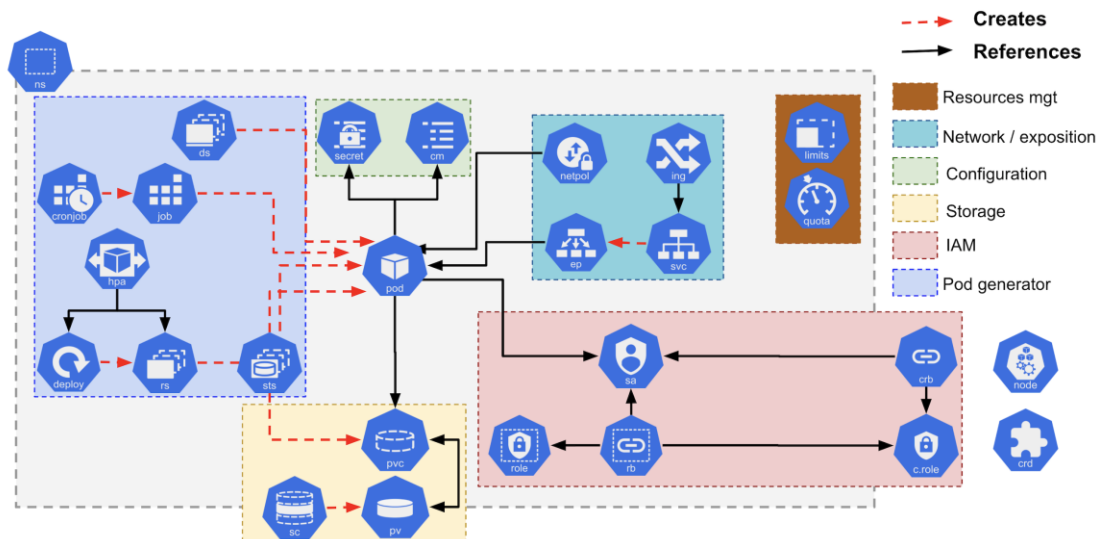 Creates
References
ns
Resources mgt
Network / exposition
Configuration
Storage
IAM
Pod generator
ds
secret
cm
netpol
ing
limits
cronjob
job
quota
hpa
pod
ep
svc
deploy
rs
sts
sa
crb
node
pvc
role
rb
c.role
crd
sc
pv